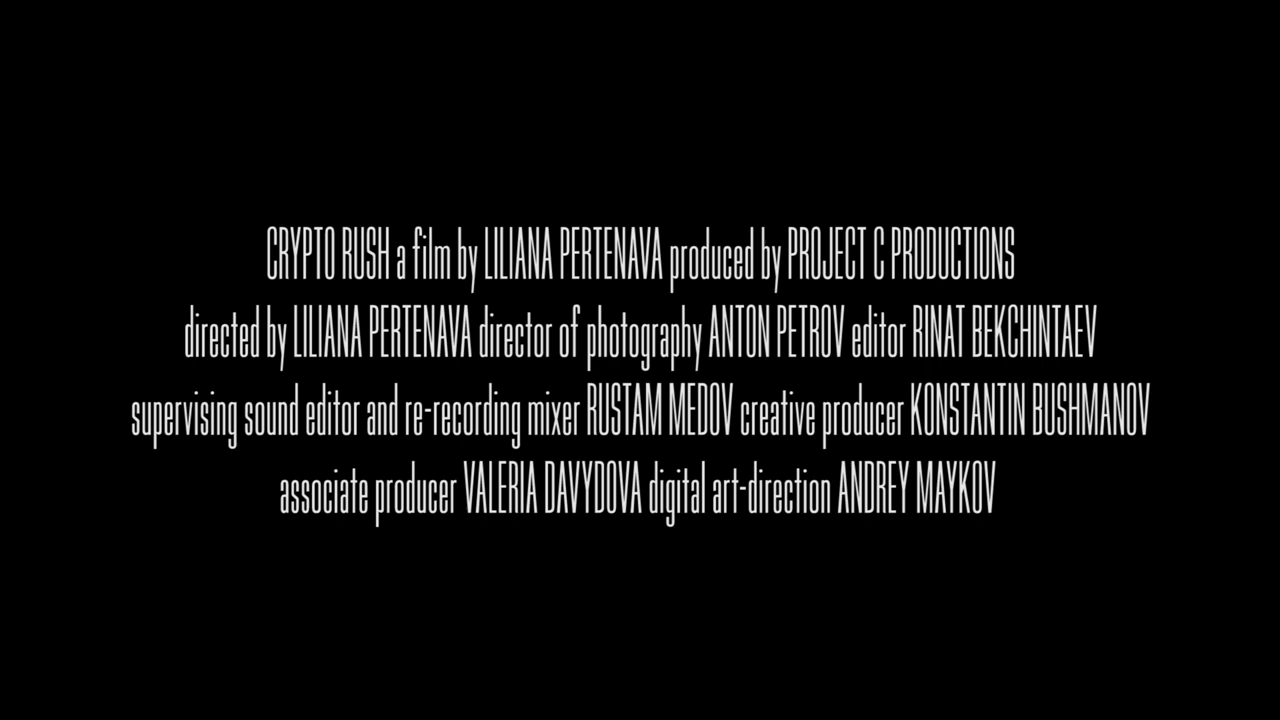 CRYPTO RUSH a film by LILIANA PERTENAVA produced by PROJECT C PRODUCTIONS
directed by LILIANA PERTENAVA director of photography ANTON PETROV editor RINAT BEKCHINTAEV
supervising sound editor and re-recording mixer RUSTAM MEDOV creative producer KONSTANTIN BUSHMANOV
associate producer VALERIA DAVYDOVA digital art-direction ANDREY MAYKOV